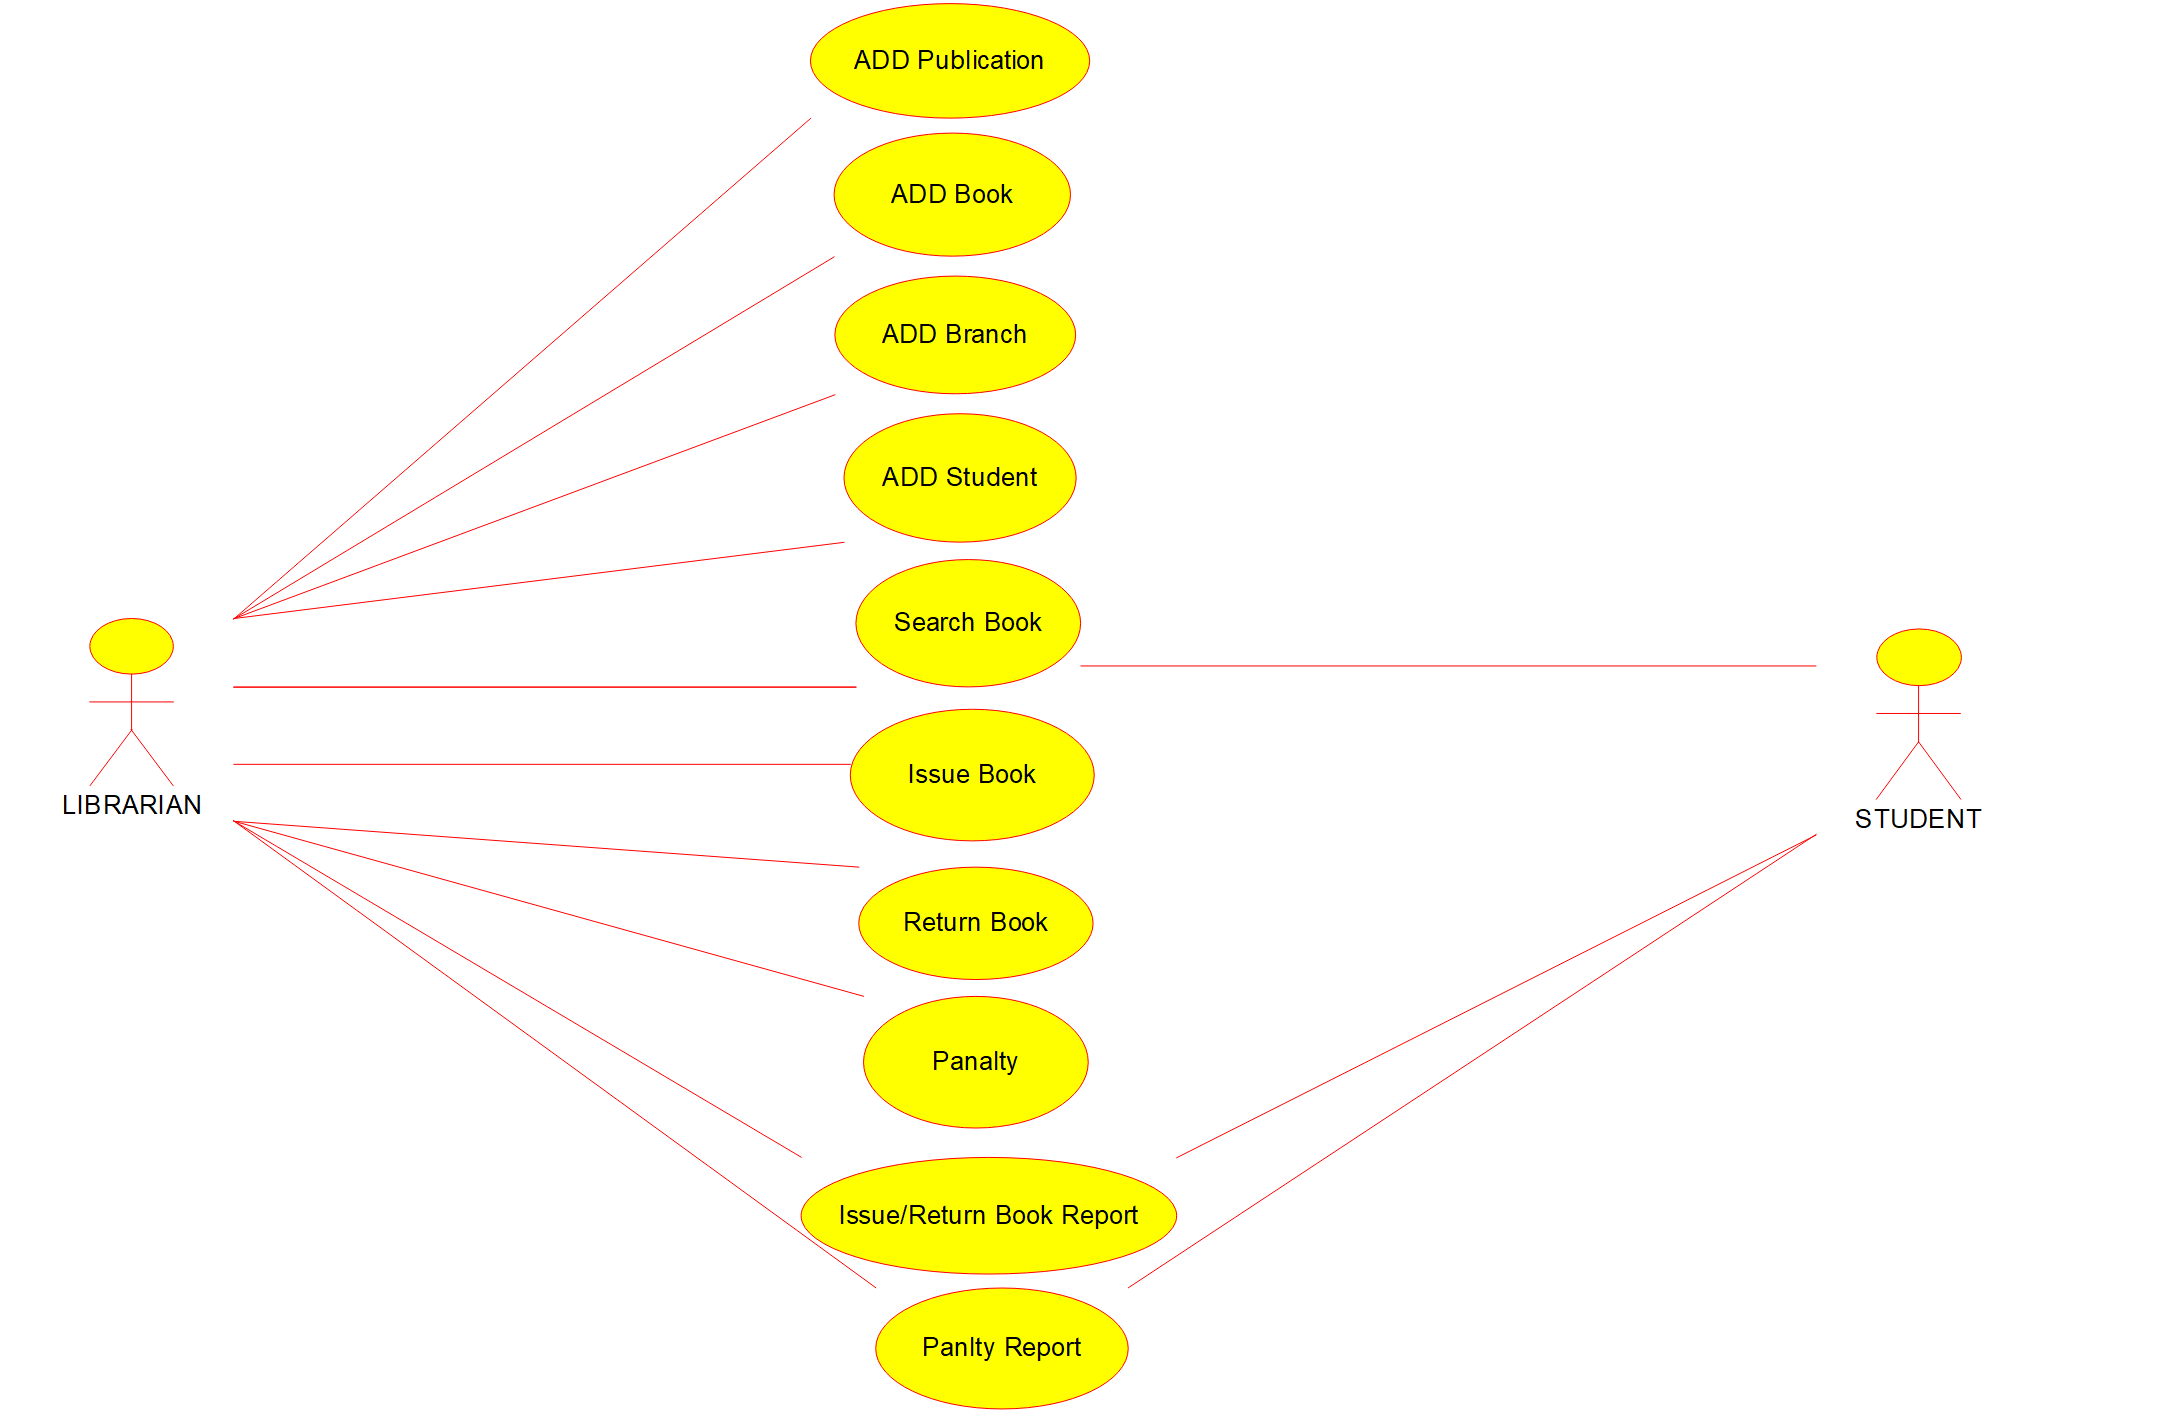 ADD Publication
ADD Book
ADD Branch
ADD Student
Search Book
Issue Book
LIBRARIAN
STUDENT
Return Book
Panalty
Issue/Return Book Report
Panlty Report